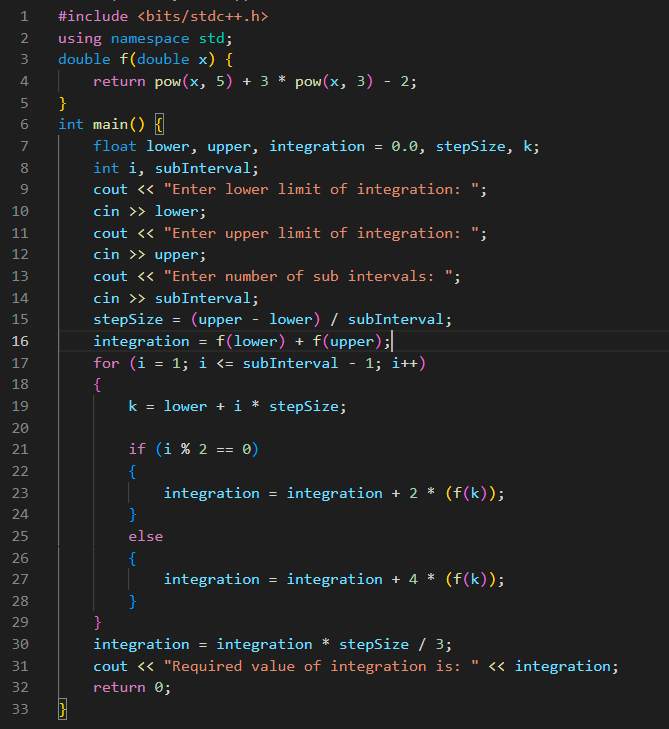 1 #include <bits/stdc++.h>
2 using namespace std;
3 double f(double x) {
4     return pow(x, 5) + 3 * pow(x, 3) - 2;
5 }
6 int main() {
7     float lower, upper, integration = 0.0, stepSize, k;
8     int i, subInterval;
9     cout << "Enter lower limit of integration: ";
10     cin >> lower;
11     cout << "Enter upper limit of integration: ";
12     cin >> upper;
13     cout << "Enter number of sub intervals: ";
14     cin >> subInterval;
15     stepSize = (upper - lower) / subInterval;
16     integration = f(lower) + f(upper);
17     for (i = 1; i <= subInterval - 1; i++)
18     {
19         k = lower + i * stepSize;
20
21         if (i % 2 == 0)
22         {
23             integration = integration + 2 * (f(k));
24         }
25         else
26         {
27             integration = integration + 4 * (f(k));
28         }
29     }
30     integration = integration * stepSize / 3;
31     cout << "Required value of integration is: " << integration;
32     return 0;
33 }